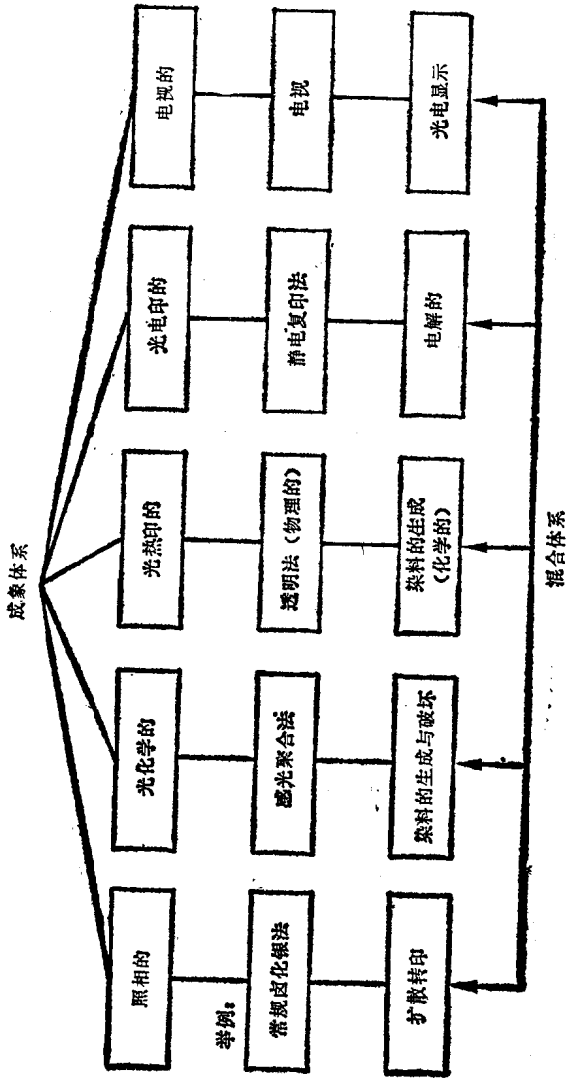 成象体系
照相的
光化学的
光热印的
光电印的
电视的
举例：
常规卤化银法
感光聚合法
透明法（物理的）
静电复印法
电视
扩散转印
染料的生成与破坏
染料的生成
（化学的）
电解的
光电显示
混合体系